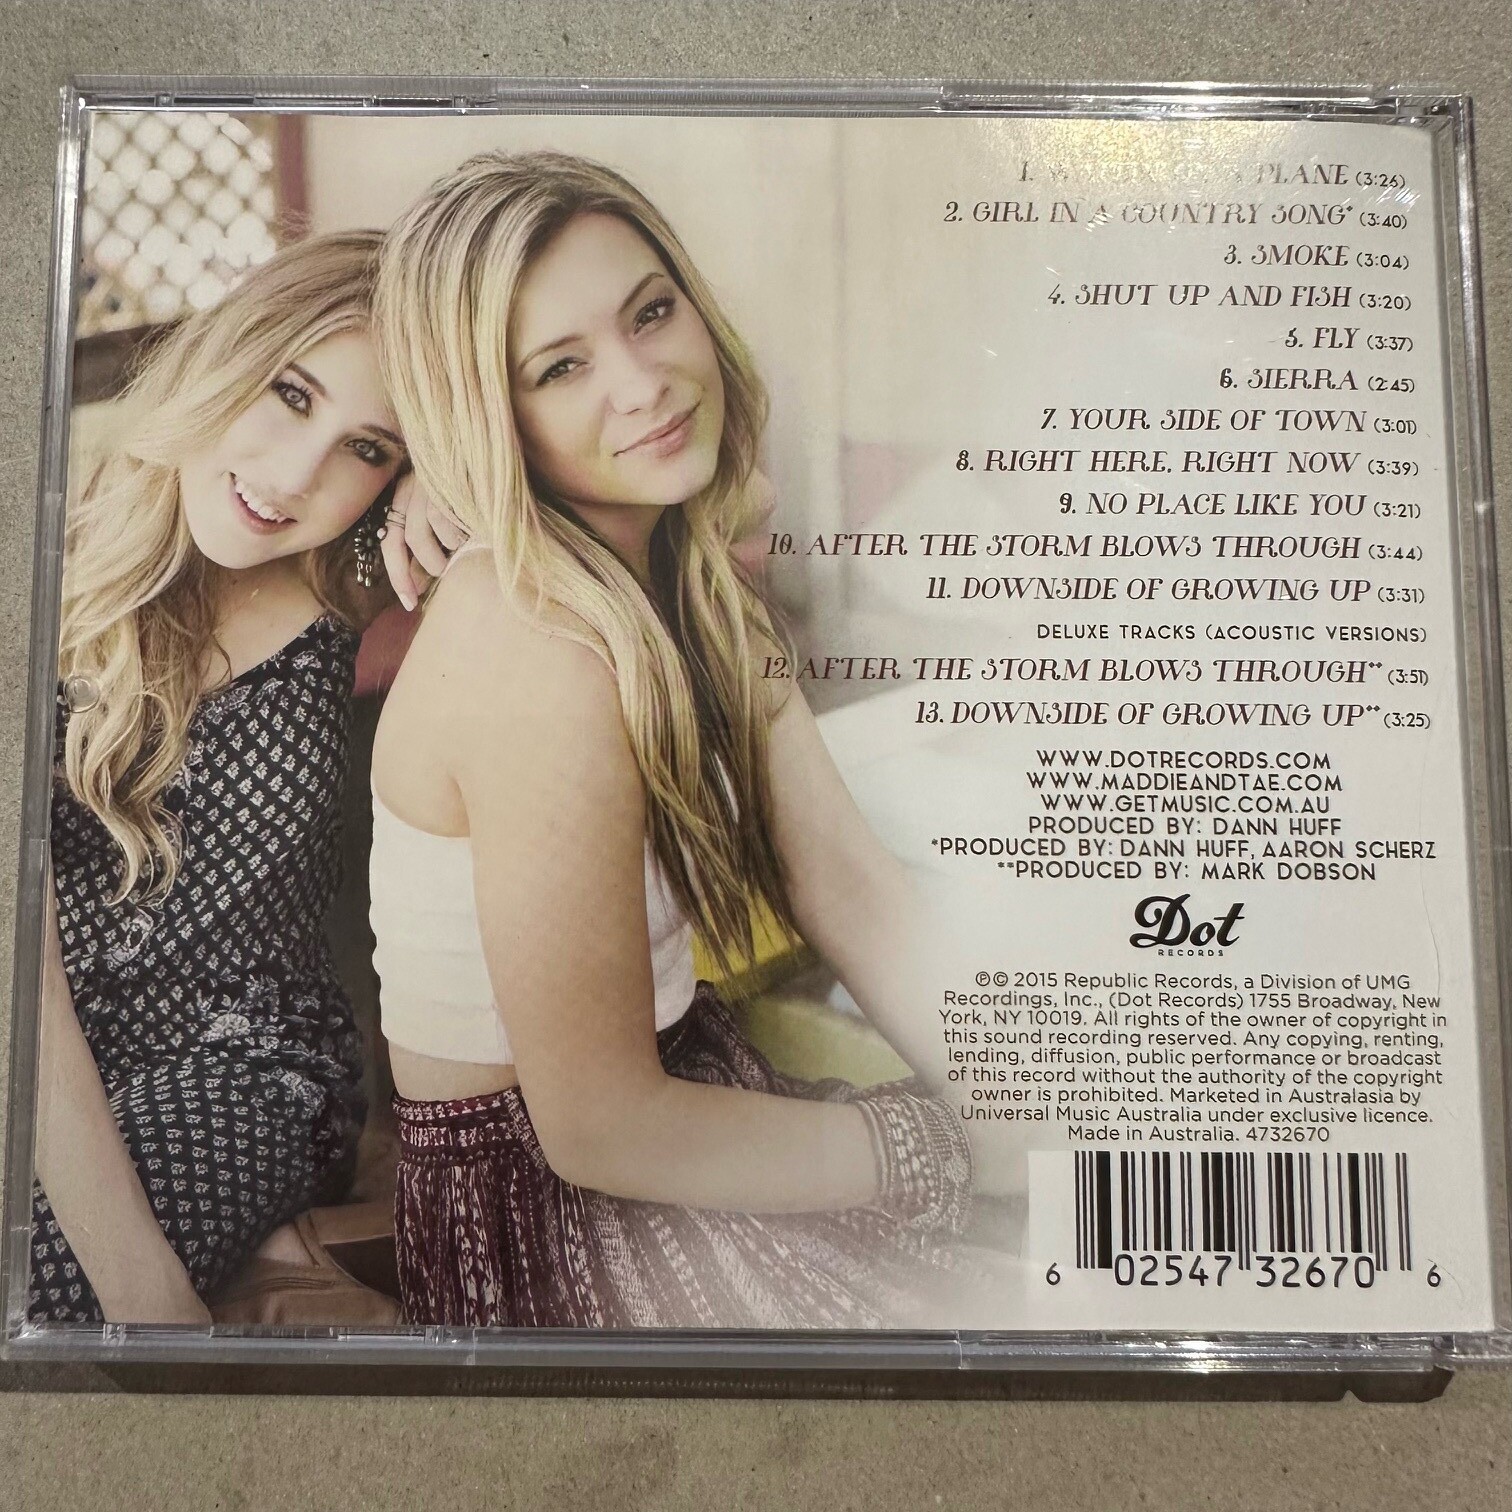 1. PLANE (3:26)
2. GIRL IN A COUNTRY SONG* (3:40)
3. SMOKE (3:04)
4. SHUT UP AND FISH (3:20)
5. FLY (3:37)
6. SIERRA (2:45)
7. YOUR SIDE OF TOWN (3:01)
8. RIGHT HERE, RIGHT NOW (3:39)
9. NO PLACE LIKE YOU (3:21)
10. AFTER THE STORM BLOWS THROUGH (3:44)
11. DOWNSIDE OF GROWING UP (3:31)
DELUXE TRACKS (ACOUSTIC VERSIONS)
12. AFTER THE STORM BLOWS THROUGH** (3:51)
13. DOWNSIDE OF GROWING UP** (3:25)
WWW.DOTRECORDS.COM
WWW.MADDIEANDTAE.COM
WWW.GETMUSIC.COM.AU
PRODUCED BY: DANN HUFF
*PRODUCED BY: DANN HUFF, AARON SCHERZ
**PRODUCED BY: MARK DOBSON
Dot
RECORDS
℗© 2015 Republic Records, a Division of UMG
Recordings, Inc., (Dot Records) 1755 Broadway, New
York, NY 10019. All rights of the owner of copyright in
this sound recording reserved. Any copying, renting,
lending, diffusion, public performance or broadcast
of this record without the authority of the copyright
owner is prohibited. Marketed in Australasia by
Universal Music Australia under exclusive licence.
Made in Australia. 4732670
6 02547 32670 6